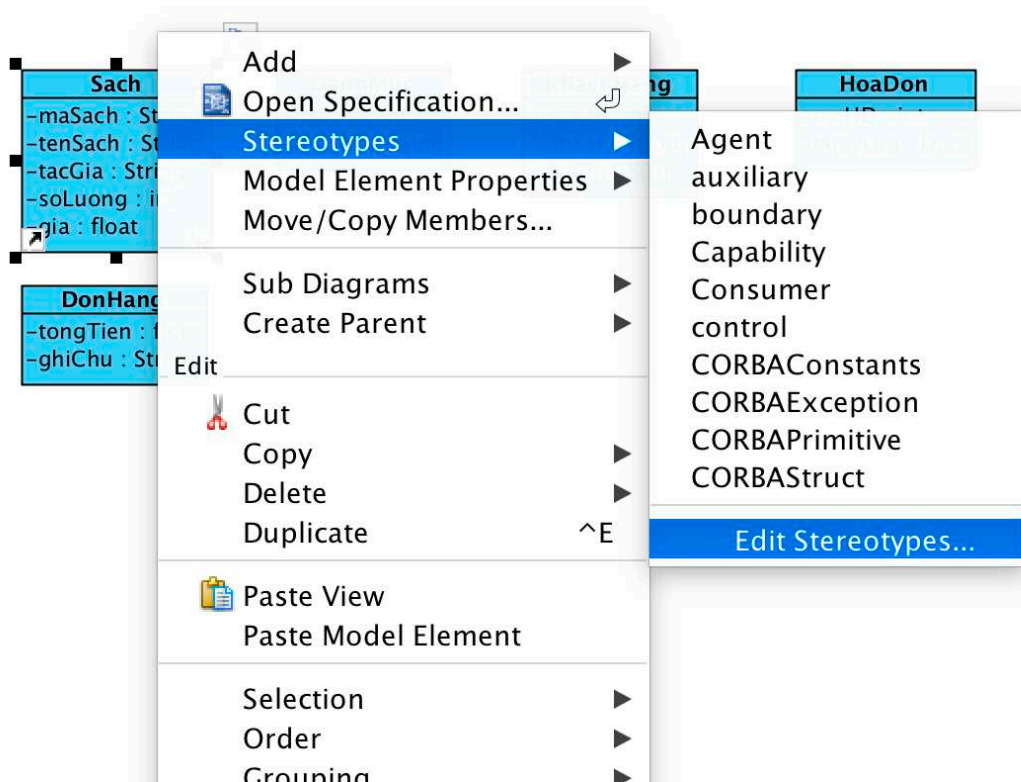 Sach
-maSach : St
-tenSach : St
-tacGia : Stri
-soLuong : i
-gia : float
DonHang
-tongTien : f
-ghiChu : Stri
HoaDon
Add
Open Specification...
Stereotypes
Model Element Properties
Move/Copy Members...
Sub Diagrams
Create Parent
Edit
Cut
Copy
Delete
Duplicate ^E
Paste View
Paste Model Element
Selection
Order
Grouping
Agent
auxiliary
boundary
Capability
Consumer
control
CORBAConstants
CORBAException
CORBAPrimitive
CORBAStruct
Edit Stereotypes...